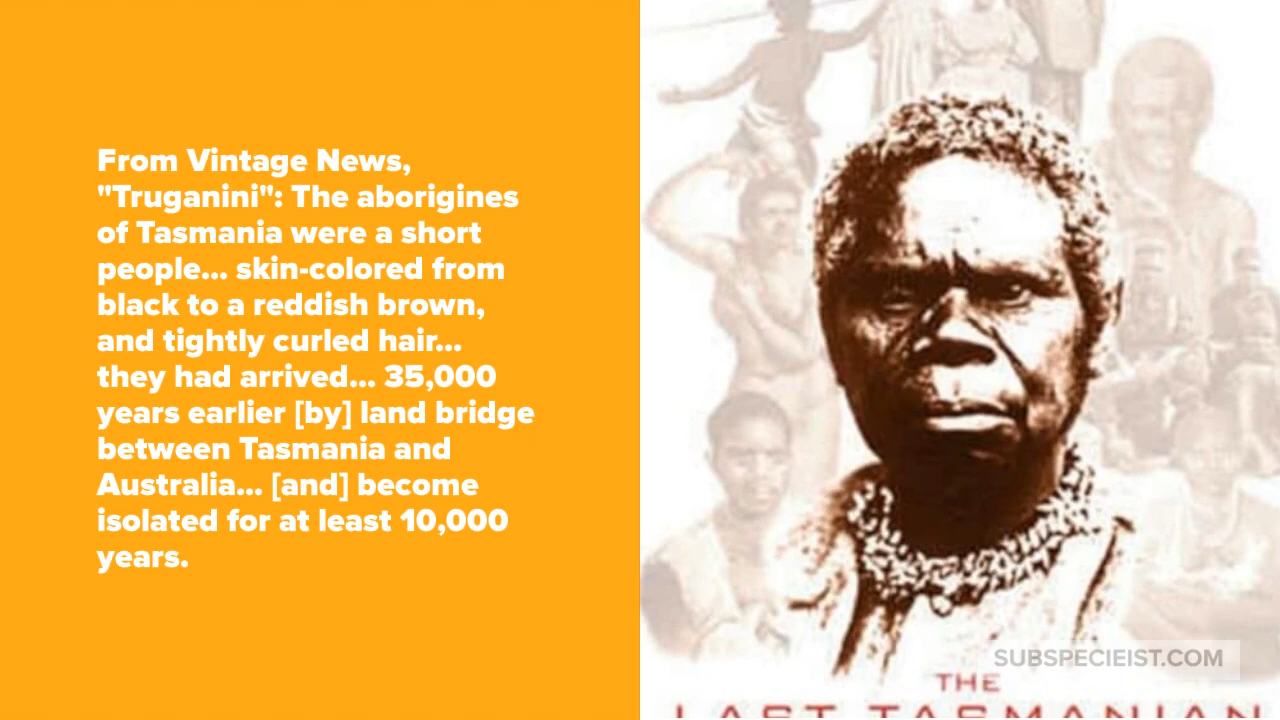 From Vintage News,
"Truganini": The aborigines
of Tasmania were a short
people... skin-colored from
black to a reddish brown,
and tightly curled hair...
they had arrived... 35,000
years earlier [by] land bridge
between Tasmania and
Australia... [and] become
isolated for at least 10,000
years.
SUBSPECIEIST.COM
THE
LAST TASMANIAN